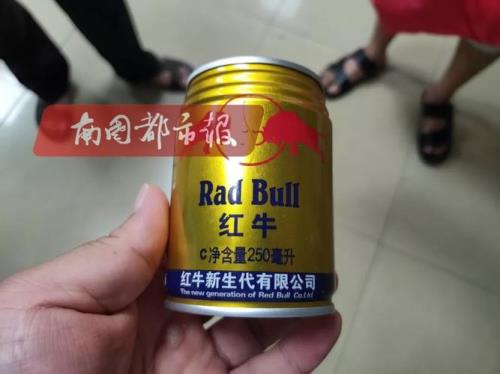 南国都市报
Rad Bull
红牛
C净含量250毫升
红牛新生代有限公司
The new generation of Red Bull Co.Ltd